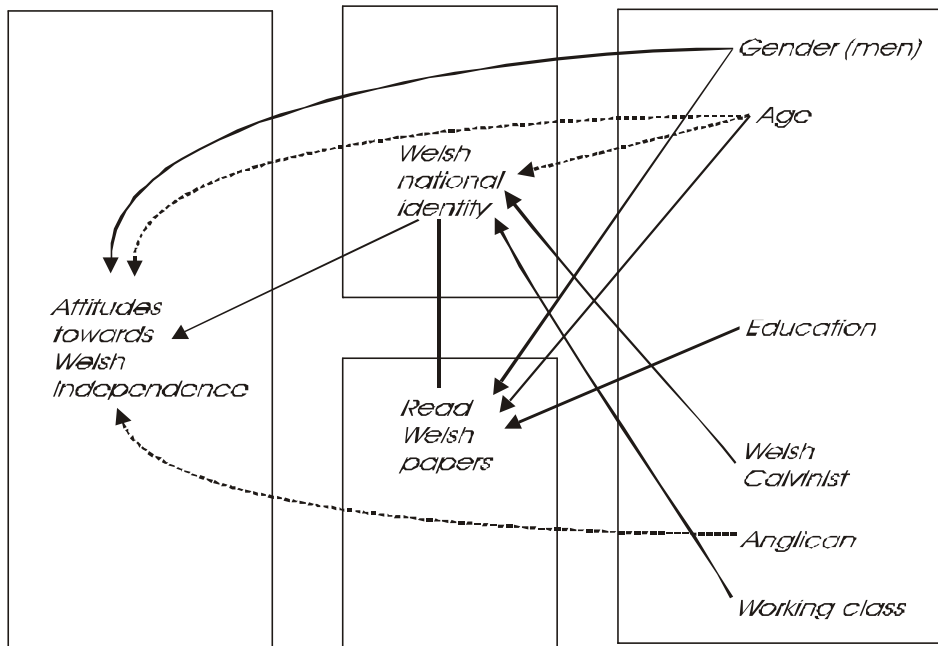 Gender (men)
Age
Welsh
national
identity
Attitudes
towards
Welsh
Independence
Education
Read
Welsh
papers
Welsh
Calvinist
Anglican
Working class